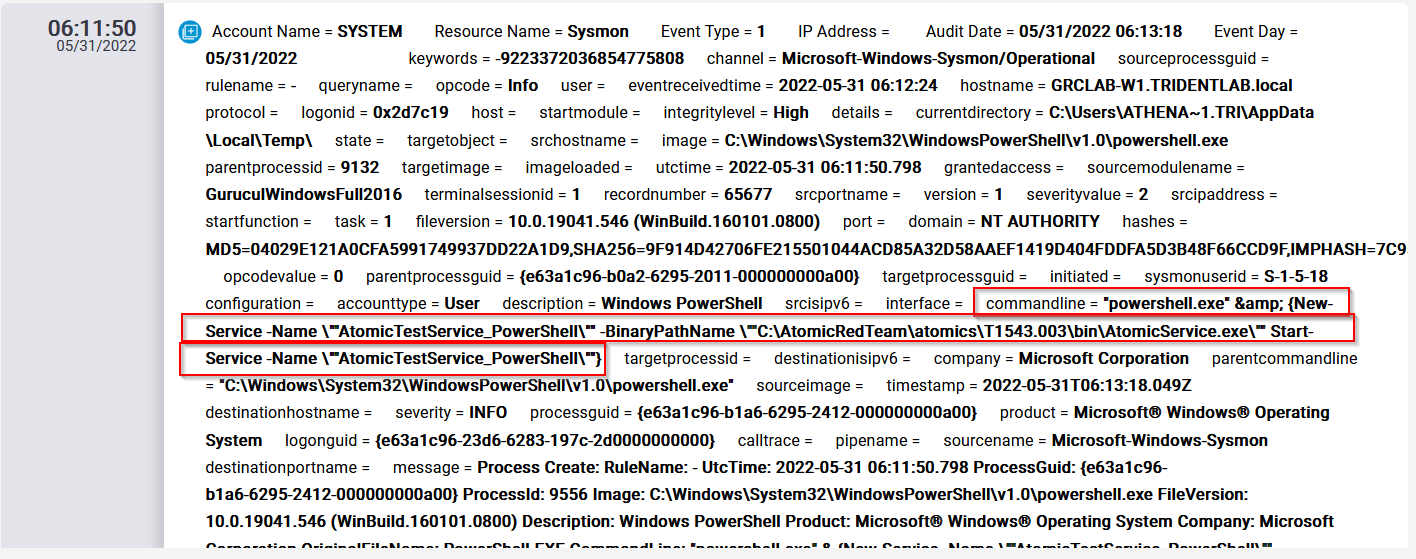 06:11:50
05/31/2022
Account Name = SYSTEM Resource Name = Sysmon Event Type = 1 IP Address = Audit Date = 05/31/2022 06:13:18 Event Day =
05/31/2022 keywords = -9223372036854775808 channel = Microsoft-Windows-Sysmon/Operational sourceprocessguid =
rulename = - queryname = opcode = Info user = eventreceivedtime = 2022-05-31 06:12:24 hostname = GRCLAB-W1.TRIDENTLAB.local
protocol = logonid = 0x2d7c19 host = startmodule = integritylevel = High details = currentdirectory = C:\Users\ATHENA~1.TRI\AppData
\Local\Temp\ state = targetobject = srchostname = image = C:\Windows\System32\WindowsPowerShell\v1.0\powershell.exe
parentprocessid = 9132 targetimage = imageloaded = utctime = 2022-05-31 06:11:50.798 grantedaccess = sourcemodulename =
GuruculWindowsFull2016 terminalsessionid = 1 recordnumber = 65677 srcportname = version = 1 severityvalue = 2 srcipaddress =
startfunction = task = 1 fileversion = 10.0.19041.546 (WinBuild.160101.0800) port = domain = NT AUTHORITY hashes =
MD5=04029E121A0CFA5991749937DD22A1D9,SHA256=9F914D42706FE215501044ACD85A32D58AAEF1419D404FDDFA5D3B48F66CCD9F,IMPHASH=7C9
opcodevalue = 0 parentprocessguid = {e63a1c96-b0a2-6295-2011-000000000a00} targetprocessguid = initiated = sysmonuserid = S-1-5-18
configuration = accounttype = User description = Windows PowerShell srcisipv6 = interface = commandline = "powershell.exe" &amp; {New-
Service -Name \""AtomicTestService_PowerShell\"" -BinaryPathName \""C:\AtomicRedTeam\atomics\T1543.003\bin\AtomicService.exe\"" Start-
Service -Name \""AtomicTestService_PowerShell\""} targetprocessid = destinationisipv6 = company = Microsoft Corporation parentcommandline
= "C:\Windows\System32\WindowsPowerShell\v1.0\powershell.exe" sourceimage = timestamp = 2022-05-31T06:13:18.049Z
destinationhostname = severity = INFO processguid = {e63a1c96-b1a6-6295-2412-000000000a00} product = Microsoft® Windows® Operating
System logonguid = {e63a1c96-23d6-6283-197c-2d0000000000} calltrace = pipename = sourcename = Microsoft-Windows-Sysmon
destinationportname = message = Process Create: RuleName: - UtcTime: 2022-05-31 06:11:50.798 ProcessGuid: {e63a1c96-
b1a6-6295-2412-000000000a00} ProcessId: 9556 Image: C:\Windows\System32\WindowsPowerShell\v1.0\powershell.exe FileVersion:
10.0.19041.546 (WinBuild.160101.0800) Description: Windows PowerShell Product: Microsoft® Windows® Operating System Company: Microsoft
Corporation OriginalFileName: PowerShell.EXE CommandLine: "powershell.exe" & {New-Service -Name \""AtomicTestService_PowerShell\""